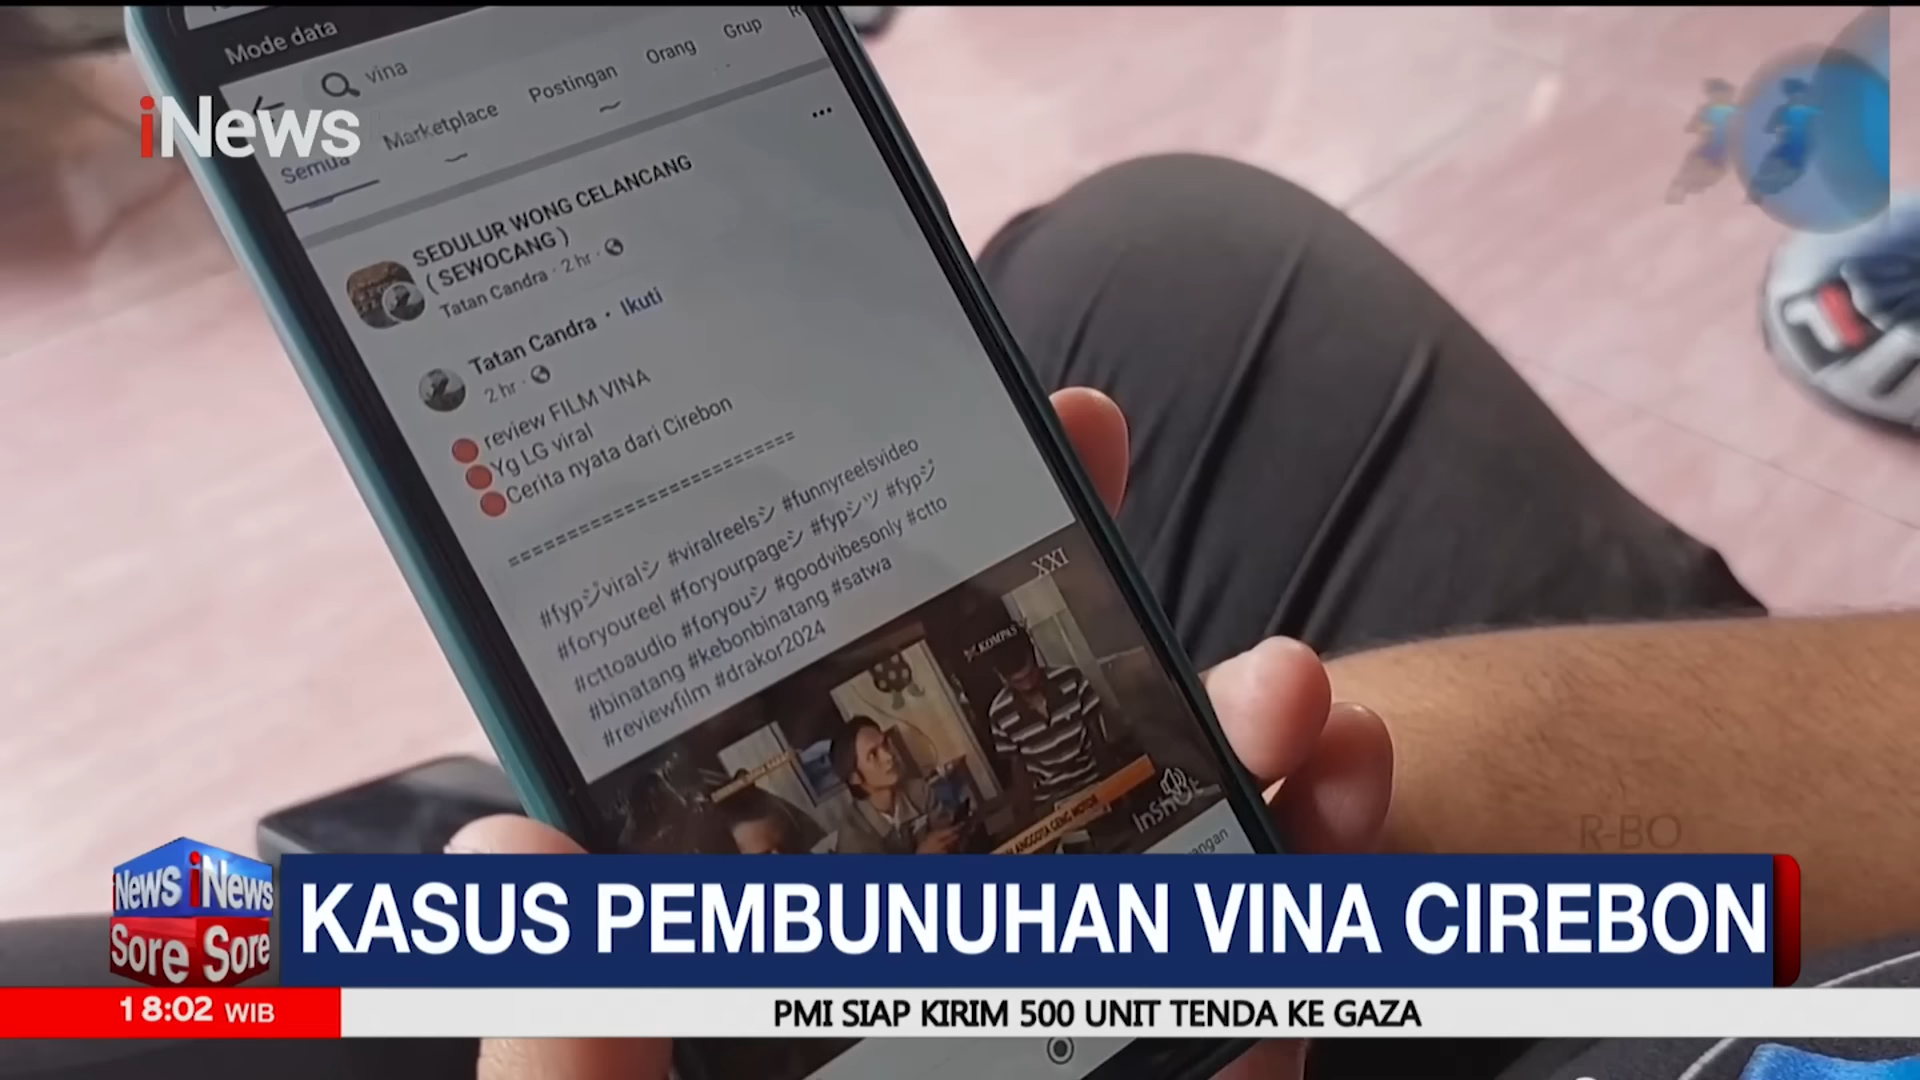 Mode data
vina
iNews
Semua Marketplace Postingan Orang Grup
SEDULUR WONG CELANCANG
( SEWOCANG )
Tatan Candra · 2 hr ·
Tatan Candra · Ikuti
2 hr ·
review FILM VINA
Yg LG viral
Cerita nyata dari Cirebon
==========================
#fypジviralシ #viralreelsシ #funnyreelsvideo
#foryoureel #foryourpageシ #fypシツ #fypジ
#cttoaudio #foryouシ #goodvibesonly #ctto
#binatang #kebonbinatang #satwa
#reviewfilm #drakor2024
XXI
KOMPAS
ANGGOTA GENG MOTOR
InShOt
R-BO
News iNews
Sore Sore
KASUS PEMBUNUHAN VINA CIREBON
18:02 WIB
PMI SIAP KIRIM 500 UNIT TENDA KE GAZA